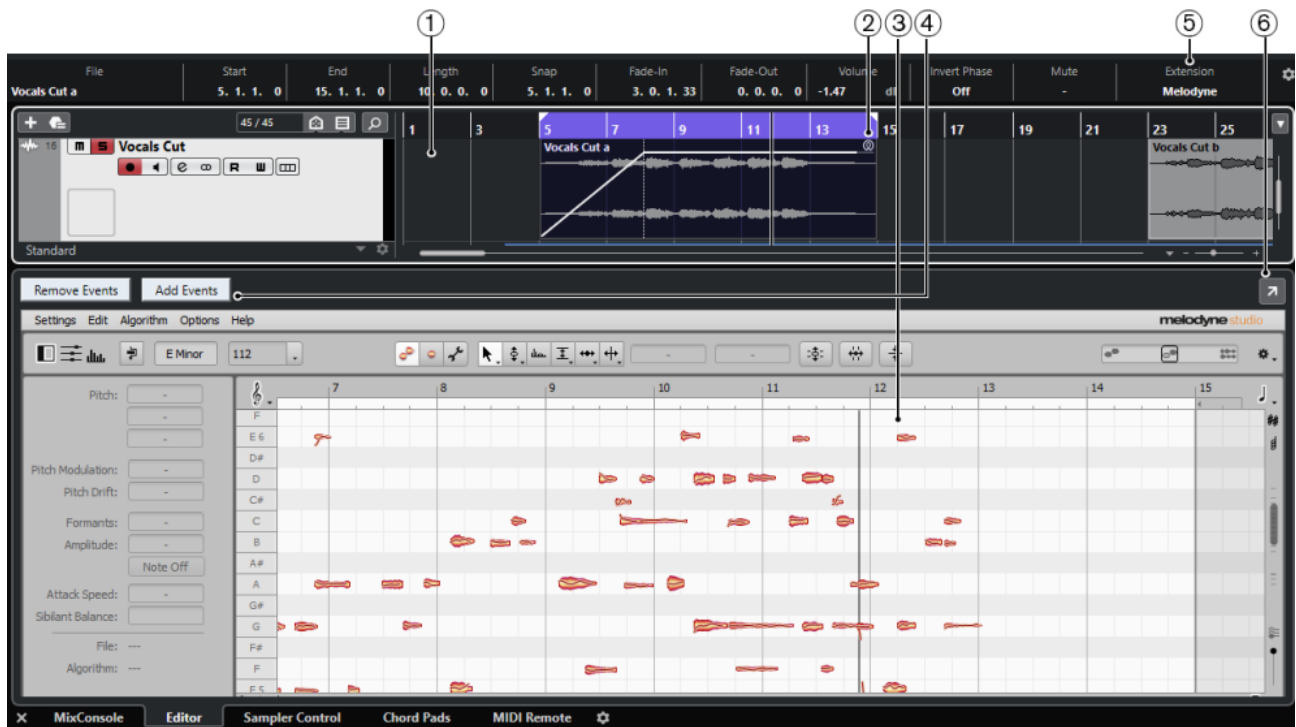 1 2 3 4 5 6
File Start End Length Snap Fade-In Fade-Out Volume Invert Phase Mute Extension
Vocals Cut a 5. 1. 1. 0 15. 1. 1. 0 10. 0. 0. 0 5. 1. 1. 0 3. 0. 1. 33 0. 0. 0. 0 -1.47 dB Off - Melodyne
45 / 45 1 3 5 7 9 11 13 15 17 19 21 23 25
16 m S Vocals Cut Vocals Cut a Vocals Cut b
e R W
Standard
Remove Events Add Events
Settings Edit Algorithm Options Help melodyne studio
E Minor 112 - -
7 8 9 10 11 12 13 14 15
Pitch: -
-
-
Pitch Modulation: -
Pitch Drift: -
Formants: -
Amplitude: -
Note Off
Attack Speed: -
Sibilant Balance:
File: ---
Algorithm: ---
F
E 6
D#
D
C#
C
B
A#
A
G#
G
F#
F
E 5
MixConsole Editor Sampler Control Chord Pads MIDI Remote